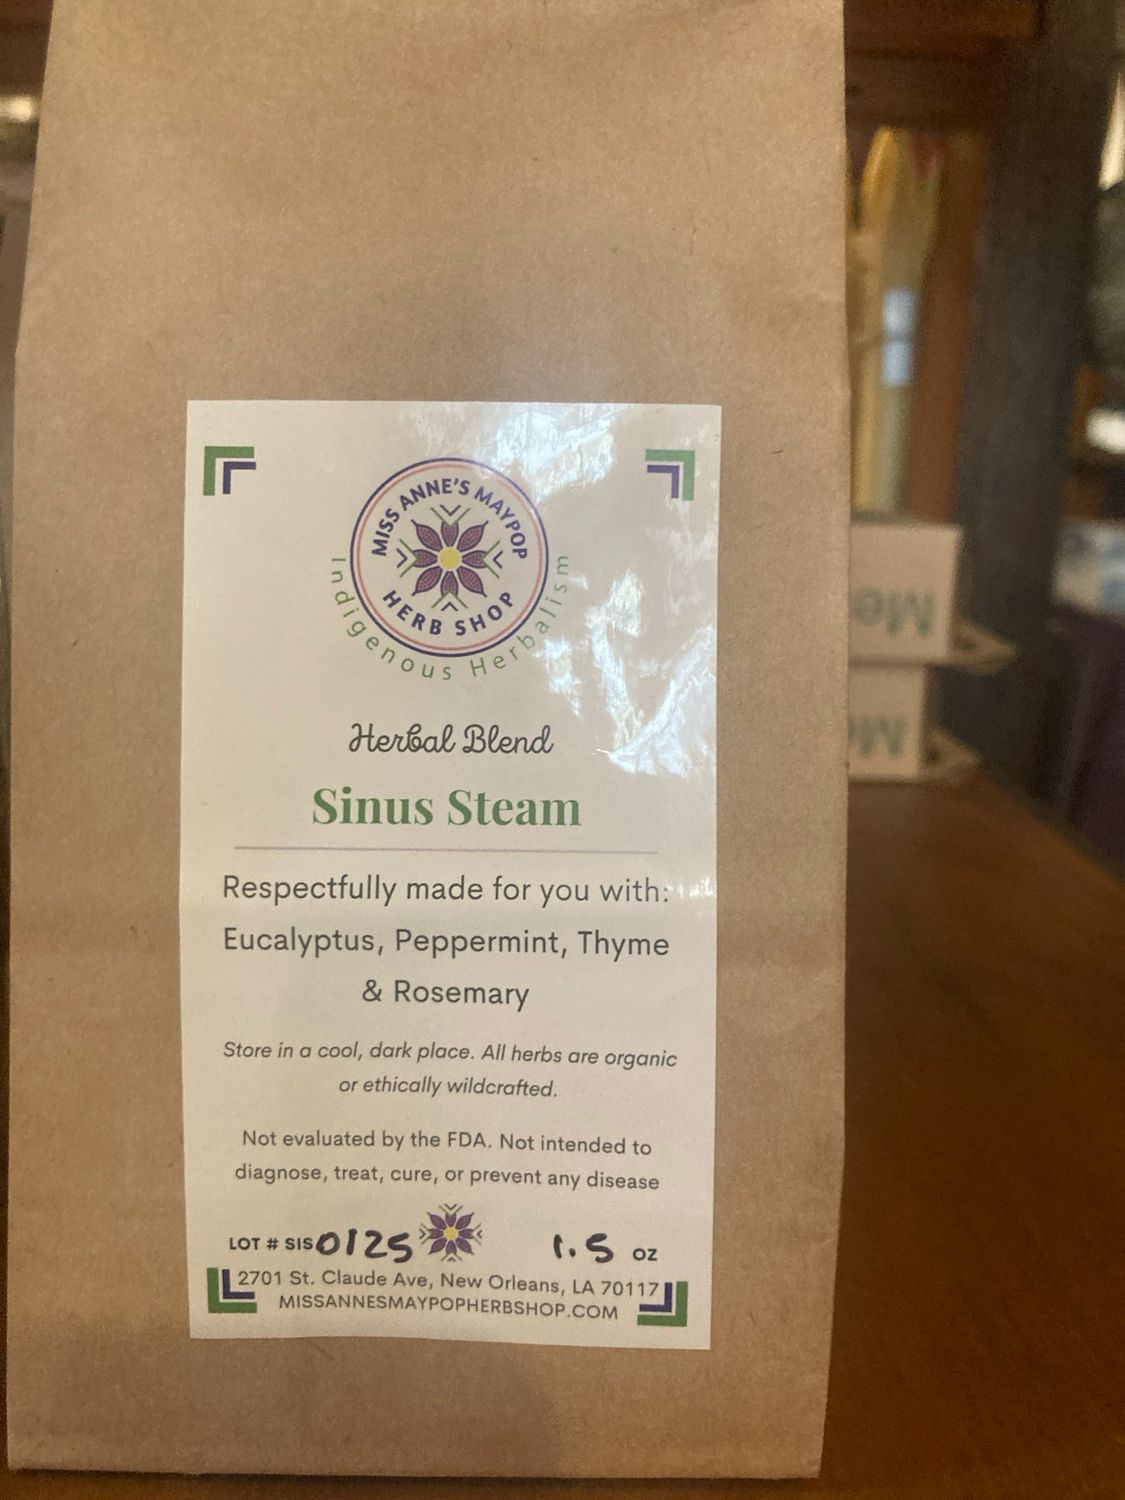 MISS ANNE'S MAYPOP
HERB SHOP
Indigenous Herbalism
Herbal Blend
Sinus Steam
Respectfully made for you with:
Eucalyptus, Peppermint, Thyme
& Rosemary
Store in a cool, dark place. All herbs are organic
or ethically wildcrafted.
Not evaluated by the FDA. Not intended to
diagnose, treat, cure, or prevent any disease
LOT # SIS0125 1.5 OZ
2701 St. Claude Ave, New Orleans, LA 70117
MISSANNESMAYPOPHERBSHOP.COM
Me